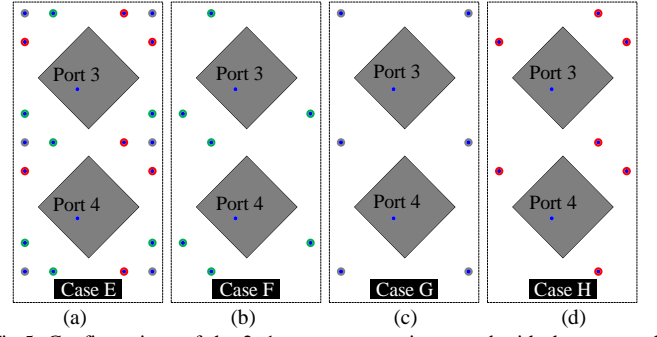 Port 3 Port 3 Port 3 Port 3
Port 4 Port 4 Port 4 Port 4
Case E Case F Case G Case H
(a) (b) (c) (d)